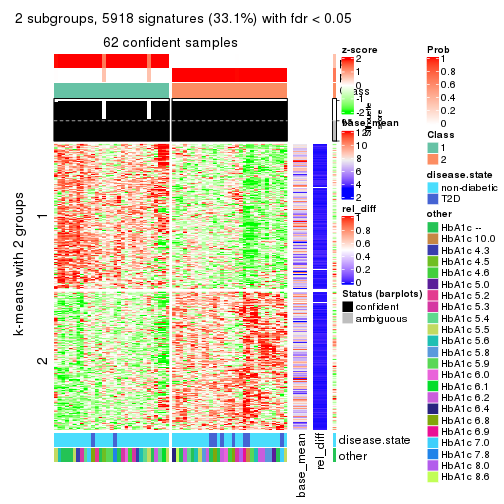 2 subgroups, 5918 signatures (33.1%) with fdr < 0.05
62 confident samples
k-means with 2 groups
1
2
z-score
2
1
-1
-2
base_mean
12
6
4
2
rel_diff
1
0.8
0.6
0.4
0.2
0
Status (barplots)
confident
ambiguous
Silhouette
score
disease.state
other
base_mean
rel_diff
Prob
1
0.8
0.6
0.4
0.2
0
Class
1
2
disease.state
non-diabetic
T2D
other
HbA1c --
HbA1c 10.0
HbA1c 4.3
HbA1c 4.5
HbA1c 4.6
HbA1c 5.0
HbA1c 5.2
HbA1c 5.3
HbA1c 5.4
HbA1c 5.5
HbA1c 5.6
HbA1c 5.8
HbA1c 5.9
HbA1c 6.0
HbA1c 6.1
HbA1c 6.2
HbA1c 6.4
HbA1c 6.8
HbA1c 6.9
HbA1c 7.0
HbA1c 7.8
HbA1c 8.0
HbA1c 8.6